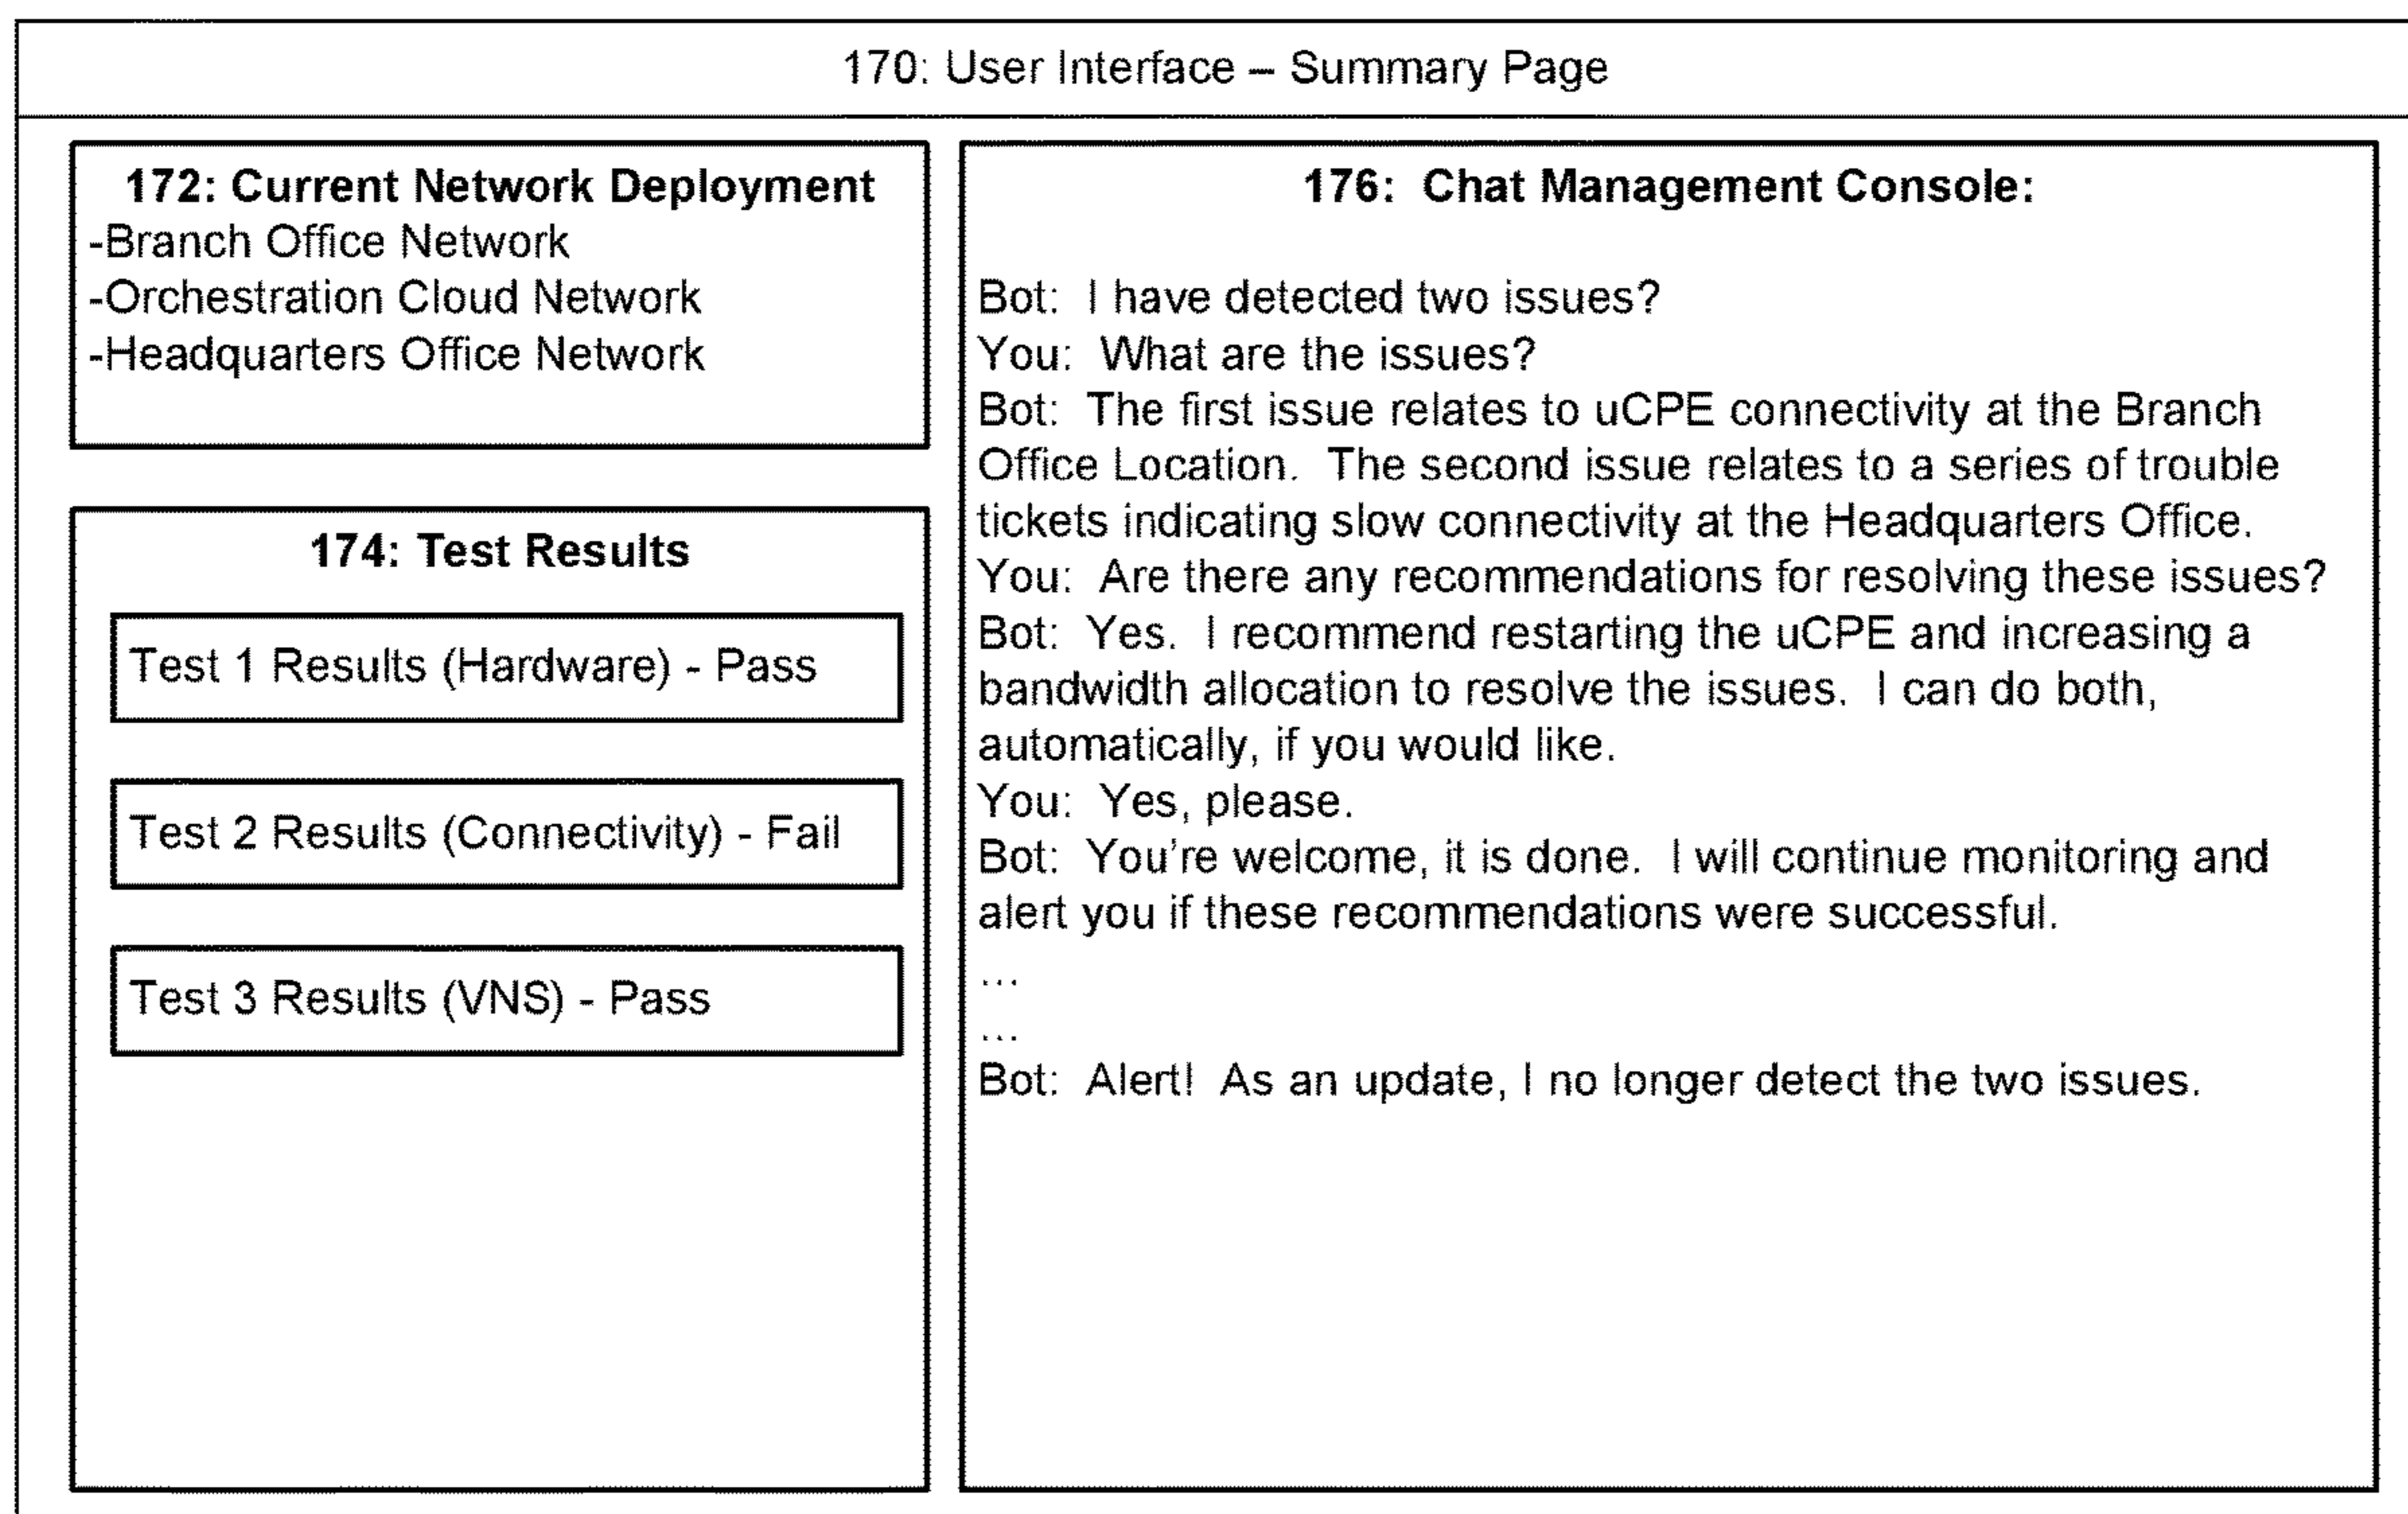 170: User Interface – Summary Page
172: Current Network Deployment
-Branch Office Network
-Orchestration Cloud Network
-Headquarters Office Network
174: Test Results
Test 1 Results (Hardware) - Pass
Test 2 Results (Connectivity) - Fail
Test 3 Results (VNS) - Pass
176: Chat Management Console:
Bot: I have detected two issues?
You: What are the issues?
Bot: The first issue relates to uCPE connectivity at the Branch
Office Location. The second issue relates to a series of trouble
tickets indicating slow connectivity at the Headquarters Office.
You: Are there any recommendations for resolving these issues?
Bot: Yes. I recommend restarting the uCPE and increasing a
bandwidth allocation to resolve the issues. I can do both,
automatically, if you would like.
You: Yes, please.
Bot: You're welcome, it is done. I will continue monitoring and
alert you if these recommendations were successful.
...
...
Bot: Alert! As an update, I no longer detect the two issues.